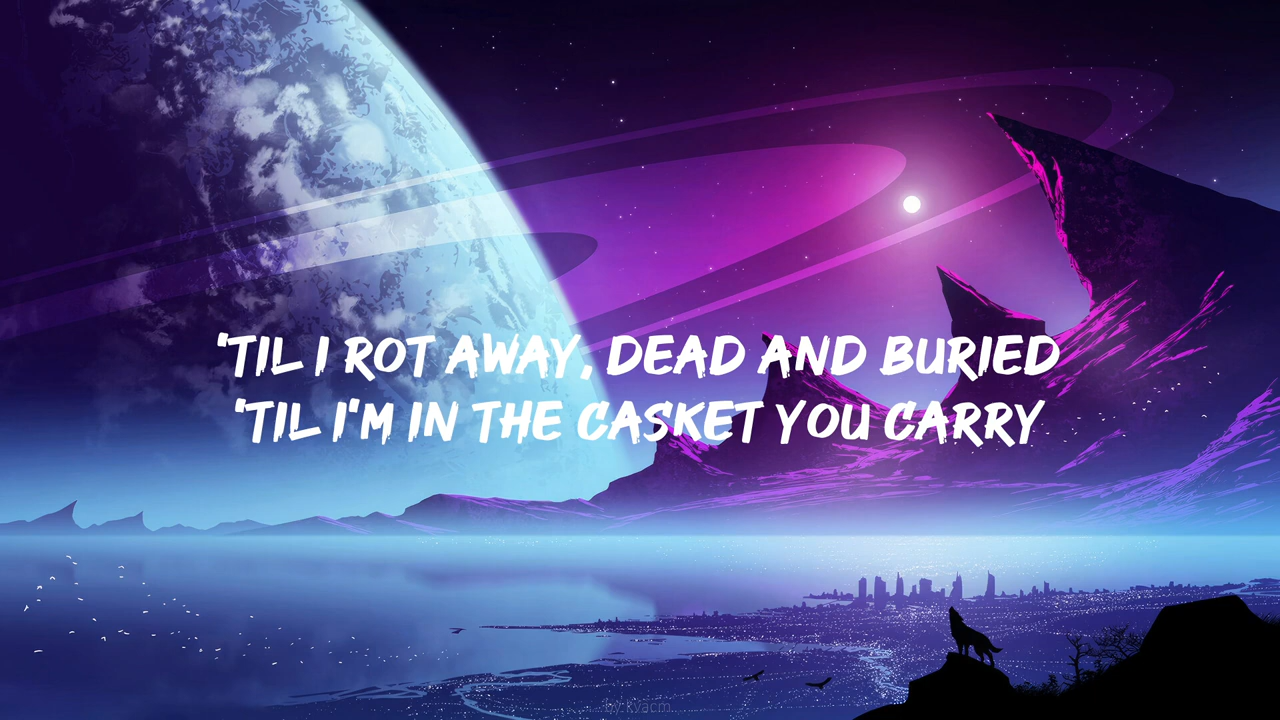 'TIL I ROT AWAY, DEAD AND BURIED
'TIL I'M IN THE CASKET YOU CARRY
by kyacm